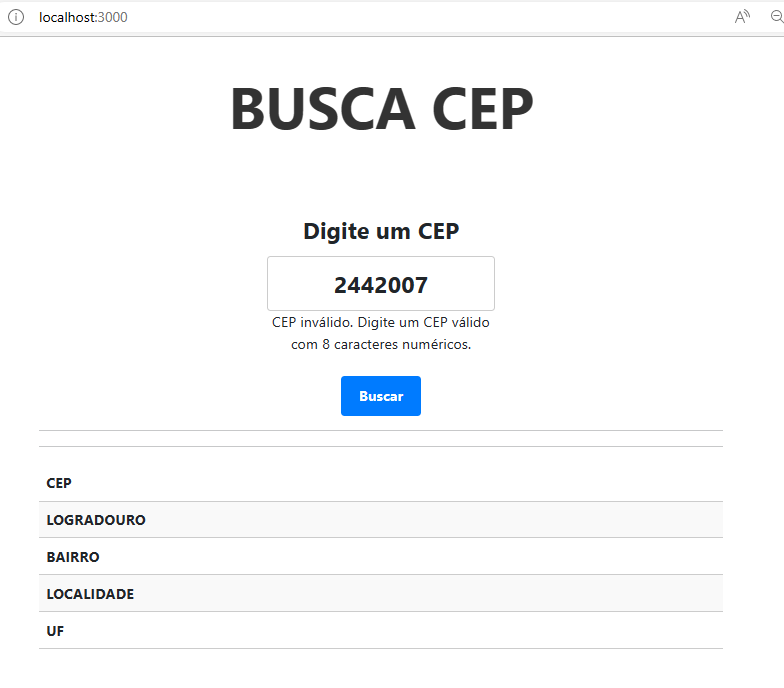 localhost:3000
BUSCA CEP
Digite um CEP
2442007
CEP inválido. Digite um CEP válido
com 8 caracteres numéricos.
Buscar
CEP
LOGRADOURO
BAIRRO
LOCALIDADE
UF